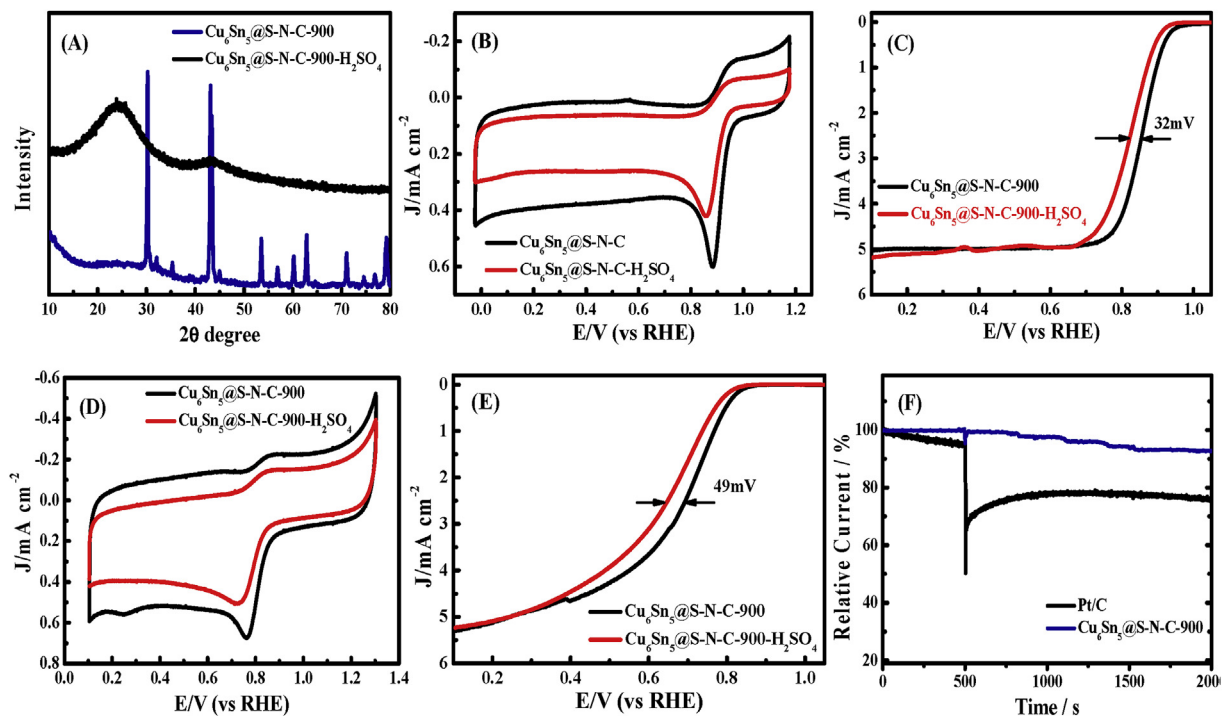 (A)
Cu₆Sn₅@S-N-C-900
Cu₆Sn₅@S-N-C-900-H₂SO₄
Intensity
10 20 30 40 50 60 70 80
2θ degree
(B)
-0.2
0.0
0.2
0.4
0.6
J/mA cm⁻²
Cu₆Sn₅@S-N-C
Cu₆Sn₅@S-N-C-H₂SO₄
0.0 0.2 0.4 0.6 0.8 1.0 1.2
E/V (vs RHE)
(C)
0
1
2
3
4
5
6
J/mA cm⁻²
32mV
Cu₆Sn₅@S-N-C-900
Cu₆Sn₅@S-N-C-900-H₂SO₄
0.2 0.4 0.6 0.8 1.0
E/V (vs RHE)
(D)
-0.6
-0.4
-0.2
0.0
0.2
0.4
0.6
0.8
J/mA cm⁻²
Cu₆Sn₅@S-N-C-900
Cu₆Sn₅@S-N-C-900-H₂SO₄
0.0 0.2 0.4 0.6 0.8 1.0 1.2 1.4
E/V (vs RHE)
(E)
0
1
2
3
4
5
6
J/mA cm⁻²
49mV
Cu₆Sn₅@S-N-C-900
Cu₆Sn₅@S-N-C-900-H₂SO₄
0.2 0.4 0.6 0.8 1.0
E/V (vs RHE)
(F)
100
80
60
40
20
Relative Current / %
Pt/C
Cu₆Sn₅@S-N-C-900
0 500 1000 1500 2000
Time / s